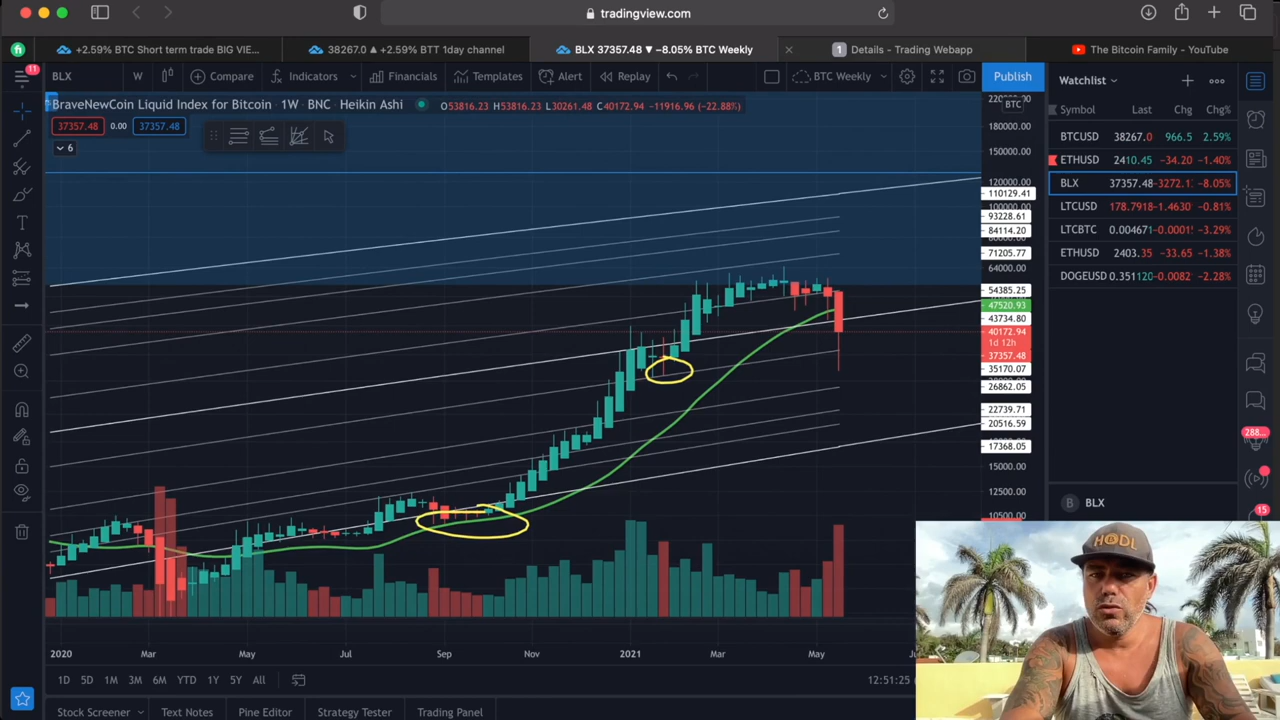 tradingview.com
+2.59% BTC Short term trade BIG VIE...
38267.0 ▲ +2.59% BTT 1day channel
BLX 37357.48 ▼ −8.05% BTC Weekly
1 Details - Trading Webapp
The Bitcoin Family - YouTube
11
BLX
W
Compare
Indicators
Financials
Templates
Alert
Replay
BTC Weekly
Publish
Watchlist
BraveNewCoin Liquid Index for Bitcoin · 1W · BNC Heikin Ashi
O53816.23 H53816.23 L30261.48 C40172.94 −11916.96 (−22.88%)
BTC
37357.48 0.00 37357.48
6
180000.00
150000.00
120000.00
110129.41
100000.00
93228.61
84114.20
71205.77
64000.00
54385.25
47520.93
43734.80
40172.94
1d 12h
37357.48
35170.07
26862.05
22739.71
20516.59
17368.05
15000.00
12500.00
10500.00
Symbol Last Chg Chg%
BTCUSD 38267.0 966.5 2.59%
ETHUSD 2410.45 −34.20 −1.40%
BLX 37357.48 −3272.1 −8.05%
LTCUSD 178.7918 −1.4630 −0.81%
LTCBTC 0.004671 −0.0001 −3.29%
ETHUSD 2403.35 −33.65 −1.38%
DOGEUSD 0.351120 −0.0082 −2.28%
288...
B BLX
15
HODL
2020 Mar May Jul Sep Nov 2021 Mar May
1D 5D 1M 3M 6M YTD 1Y 5Y All
12:51:25
Stock Screener
Text Notes
Pine Editor
Strategy Tester
Trading Panel